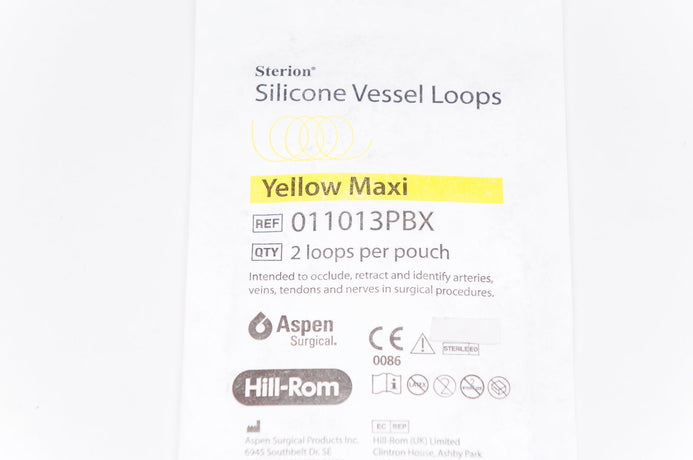 Sterion®
Silicone Vessel Loops
Yellow Maxi
REF 011013PBX
QTY 2 loops per pouch
Intended to occlude, retract and identify arteries,
veins, tendons and nerves in surgical procedures.
Aspen
Surgical®
CE
0086
STERILE EO
LATEX
Hill-Rom
EC REP
Aspen Surgical Products Inc.
6945 Southbelt Dr. SE
Hill-Rom (UK) Limited
Clintron House, Ashby Park